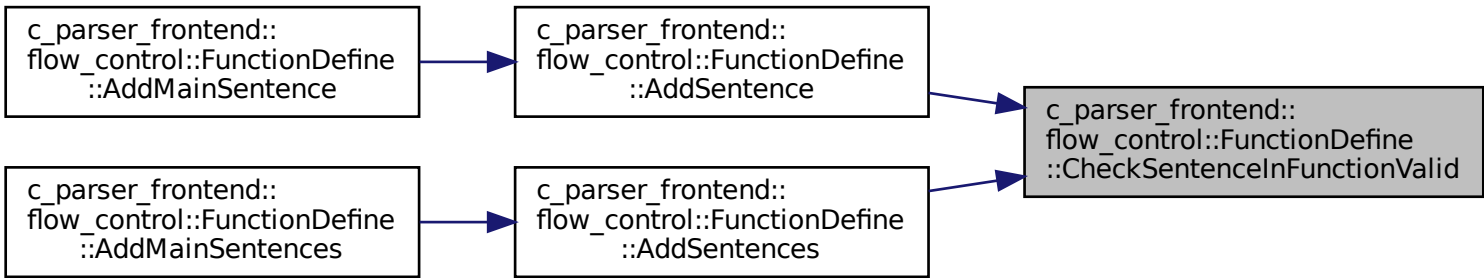 c_parser_frontend::
flow_control::FunctionDefine
::AddMainSentence
c_parser_frontend::
flow_control::FunctionDefine
::AddSentence
c_parser_frontend::
flow_control::FunctionDefine
::CheckSentenceInFunctionValid
c_parser_frontend::
flow_control::FunctionDefine
::AddMainSentences
c_parser_frontend::
flow_control::FunctionDefine
::AddSentences